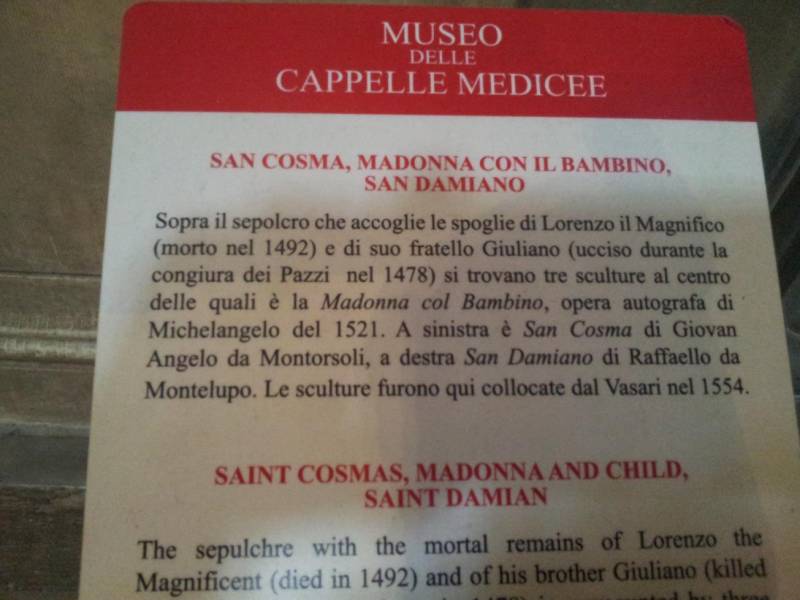 MUSEO
DELLE
CAPPELLE MEDICEE
SAN COSMA, MADONNA CON IL BAMBINO,
SAN DAMIANO
Sopra il sepolcro che accoglie le spoglie di Lorenzo il Magnifico
(morto nel 1492) e di suo fratello Giuliano (ucciso durante la
congiura dei Pazzi nel 1478) si trovano tre sculture al centro
delle quali è la Madonna col Bambino, opera autografa di
Michelangelo del 1521. A sinistra è San Cosma di Giovan
Angelo da Montorsoli, a destra San Damiano di Raffaello da
Montelupo. Le sculture furono qui collocate dal Vasari nel 1554.
SAINT COSMAS, MADONNA AND CHILD,
SAINT DAMIAN
The sepulchre with the mortal remains of Lorenzo the
Magnificent (died in 1492) and of his brother Giuliano (killed
by three